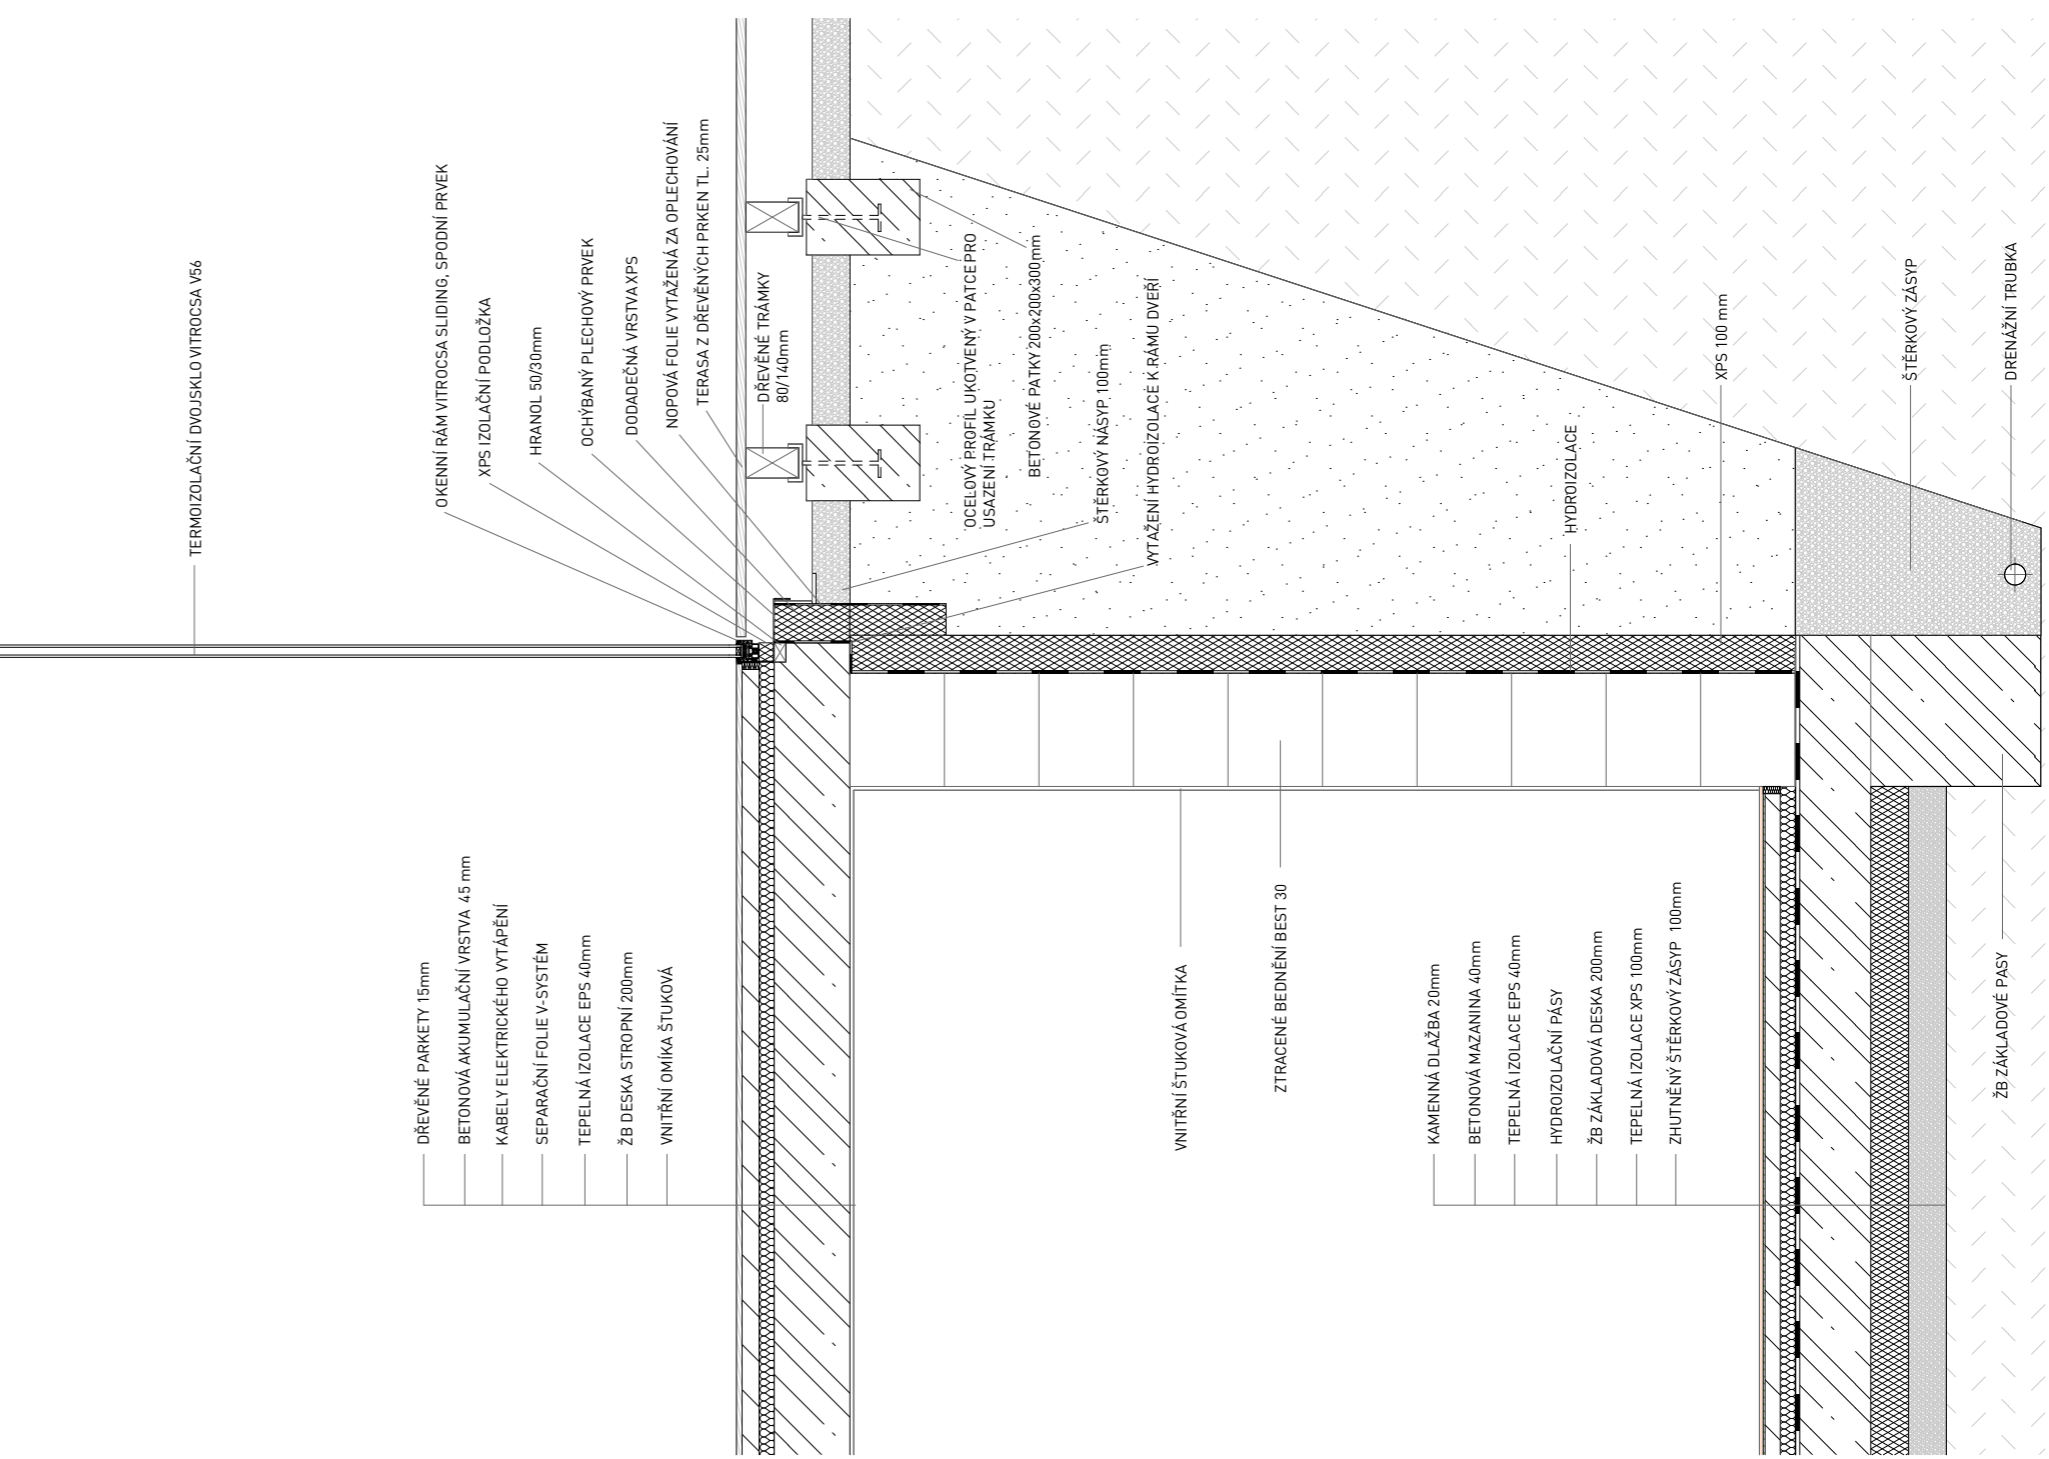 TERMOIZOLAČNÍ DVOJSKLO VITROCSA V56
OKENNÍ RÁM VITROCSA SLIDING, SPODNÍ PRVEK
XPS IZOLAČNÍ PODLOŽKA
HRANOL 50/30mm
OCHÝBANÝ PLECHOVÝ PRVEK
DODADEČNÁ VRSTVA XPS
NOPOVÁ FOLIE VYTAŽENÁ ZA OPLECHOVÁNÍ
TERASA Z DŘEVĚNÝCH PRKEN TL. 25mm
DŘEVĚNÉ TRÁMKY
80/140mm
OCELOVÝ PROFIL UKOTVENÝ V PATCE PRO
USAZENÍ TRÁMKU
BETONOVÉ PATKY 200x200x300mm
ŠTĚRKOVÝ NÁSYP 100mm
VYTAŽENÍ HYDROIZOLACE K RÁMU DVEŘÍ
HYDROIZOLACE
XPS 100 mm
ŠTĚRKOVÝ ZÁSYP
DRENÁŽNÍ TRUBKA
DŘEVĚNÉ PARKETY 15mm
BETONOVÁ AKUMULAČNÍ VRSTVA 45 mm
KABELY ELEKTRICKÉHO VYTÁPĚNÍ
SEPARAČNÍ FOLIE V-SYSTÉM
TEPELNÁ IZOLACE EPS 40mm
ŽB DESKA STROPNÍ 200mm
VNITŘNÍ OMÍKA ŠTUKOVÁ
VNITŘNÍ ŠTUKOVÁ OMÍTKA
ZTRACENÉ BEDNĚNÍ BEST 30
KAMENNÁ DLAŽBA 20mm
BETONOVÁ MAZANINA 40mm
TEPELNÁ IZOLACE EPS 40mm
HYDROIZOLAČNÍ PÁSY
ŽB ZÁKLADOVÁ DESKA 200mm
TEPELNÁ IZOLACE XPS 100mm
ZHUTNĚNÝ ŠTĚRKOVÝ ZÁSYP 100mm
ŽB ZÁKLADOVÉ PASY